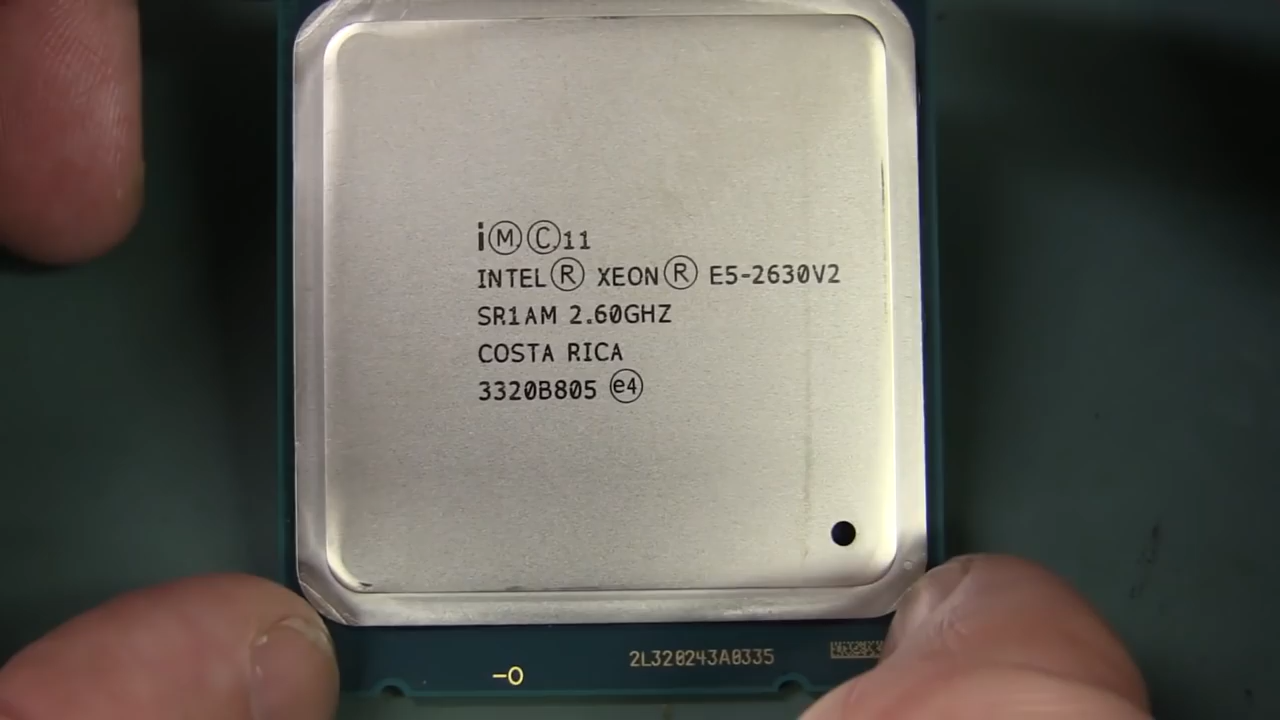 iⓂⒸ11
INTEL® XEON® E5-2630V2
SR1AM 2.60GHZ
COSTA RICA
3320B805 e4
2L320243A0335
-O